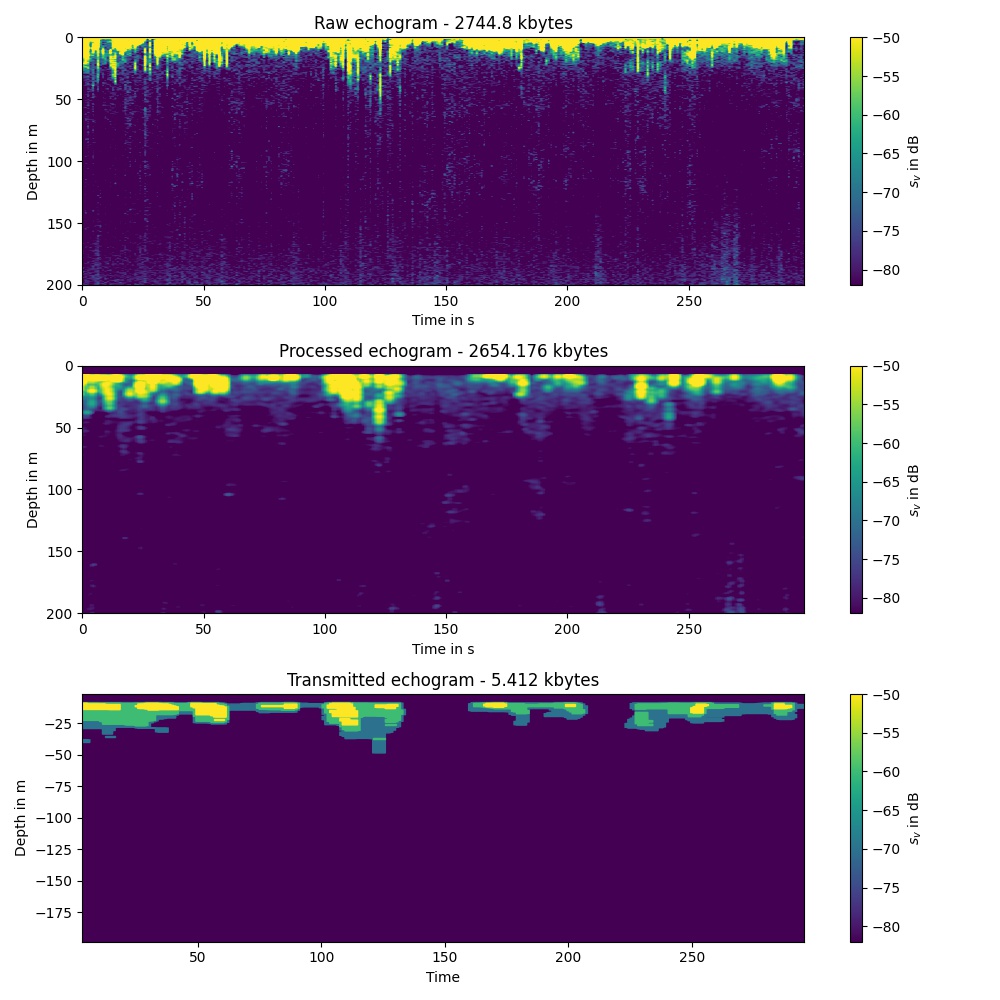 Raw echogram - 2744.8 kbytes
0
50
100
150
200
Depth in m
0 50 100 150 200 250
Time in s
−50
−55
−60
−65
−70
−75
−80
sv in dB
Processed echogram - 2654.176 kbytes
0
50
100
150
200
Depth in m
0 50 100 150 200 250
Time in s
−50
−55
−60
−65
−70
−75
−80
sv in dB
Transmitted echogram - 5.412 kbytes
−25
−50
−75
−100
−125
−150
−175
Depth in m
50 100 150 200 250
Time
−50
−55
−60
−65
−70
−75
−80
sv in dB